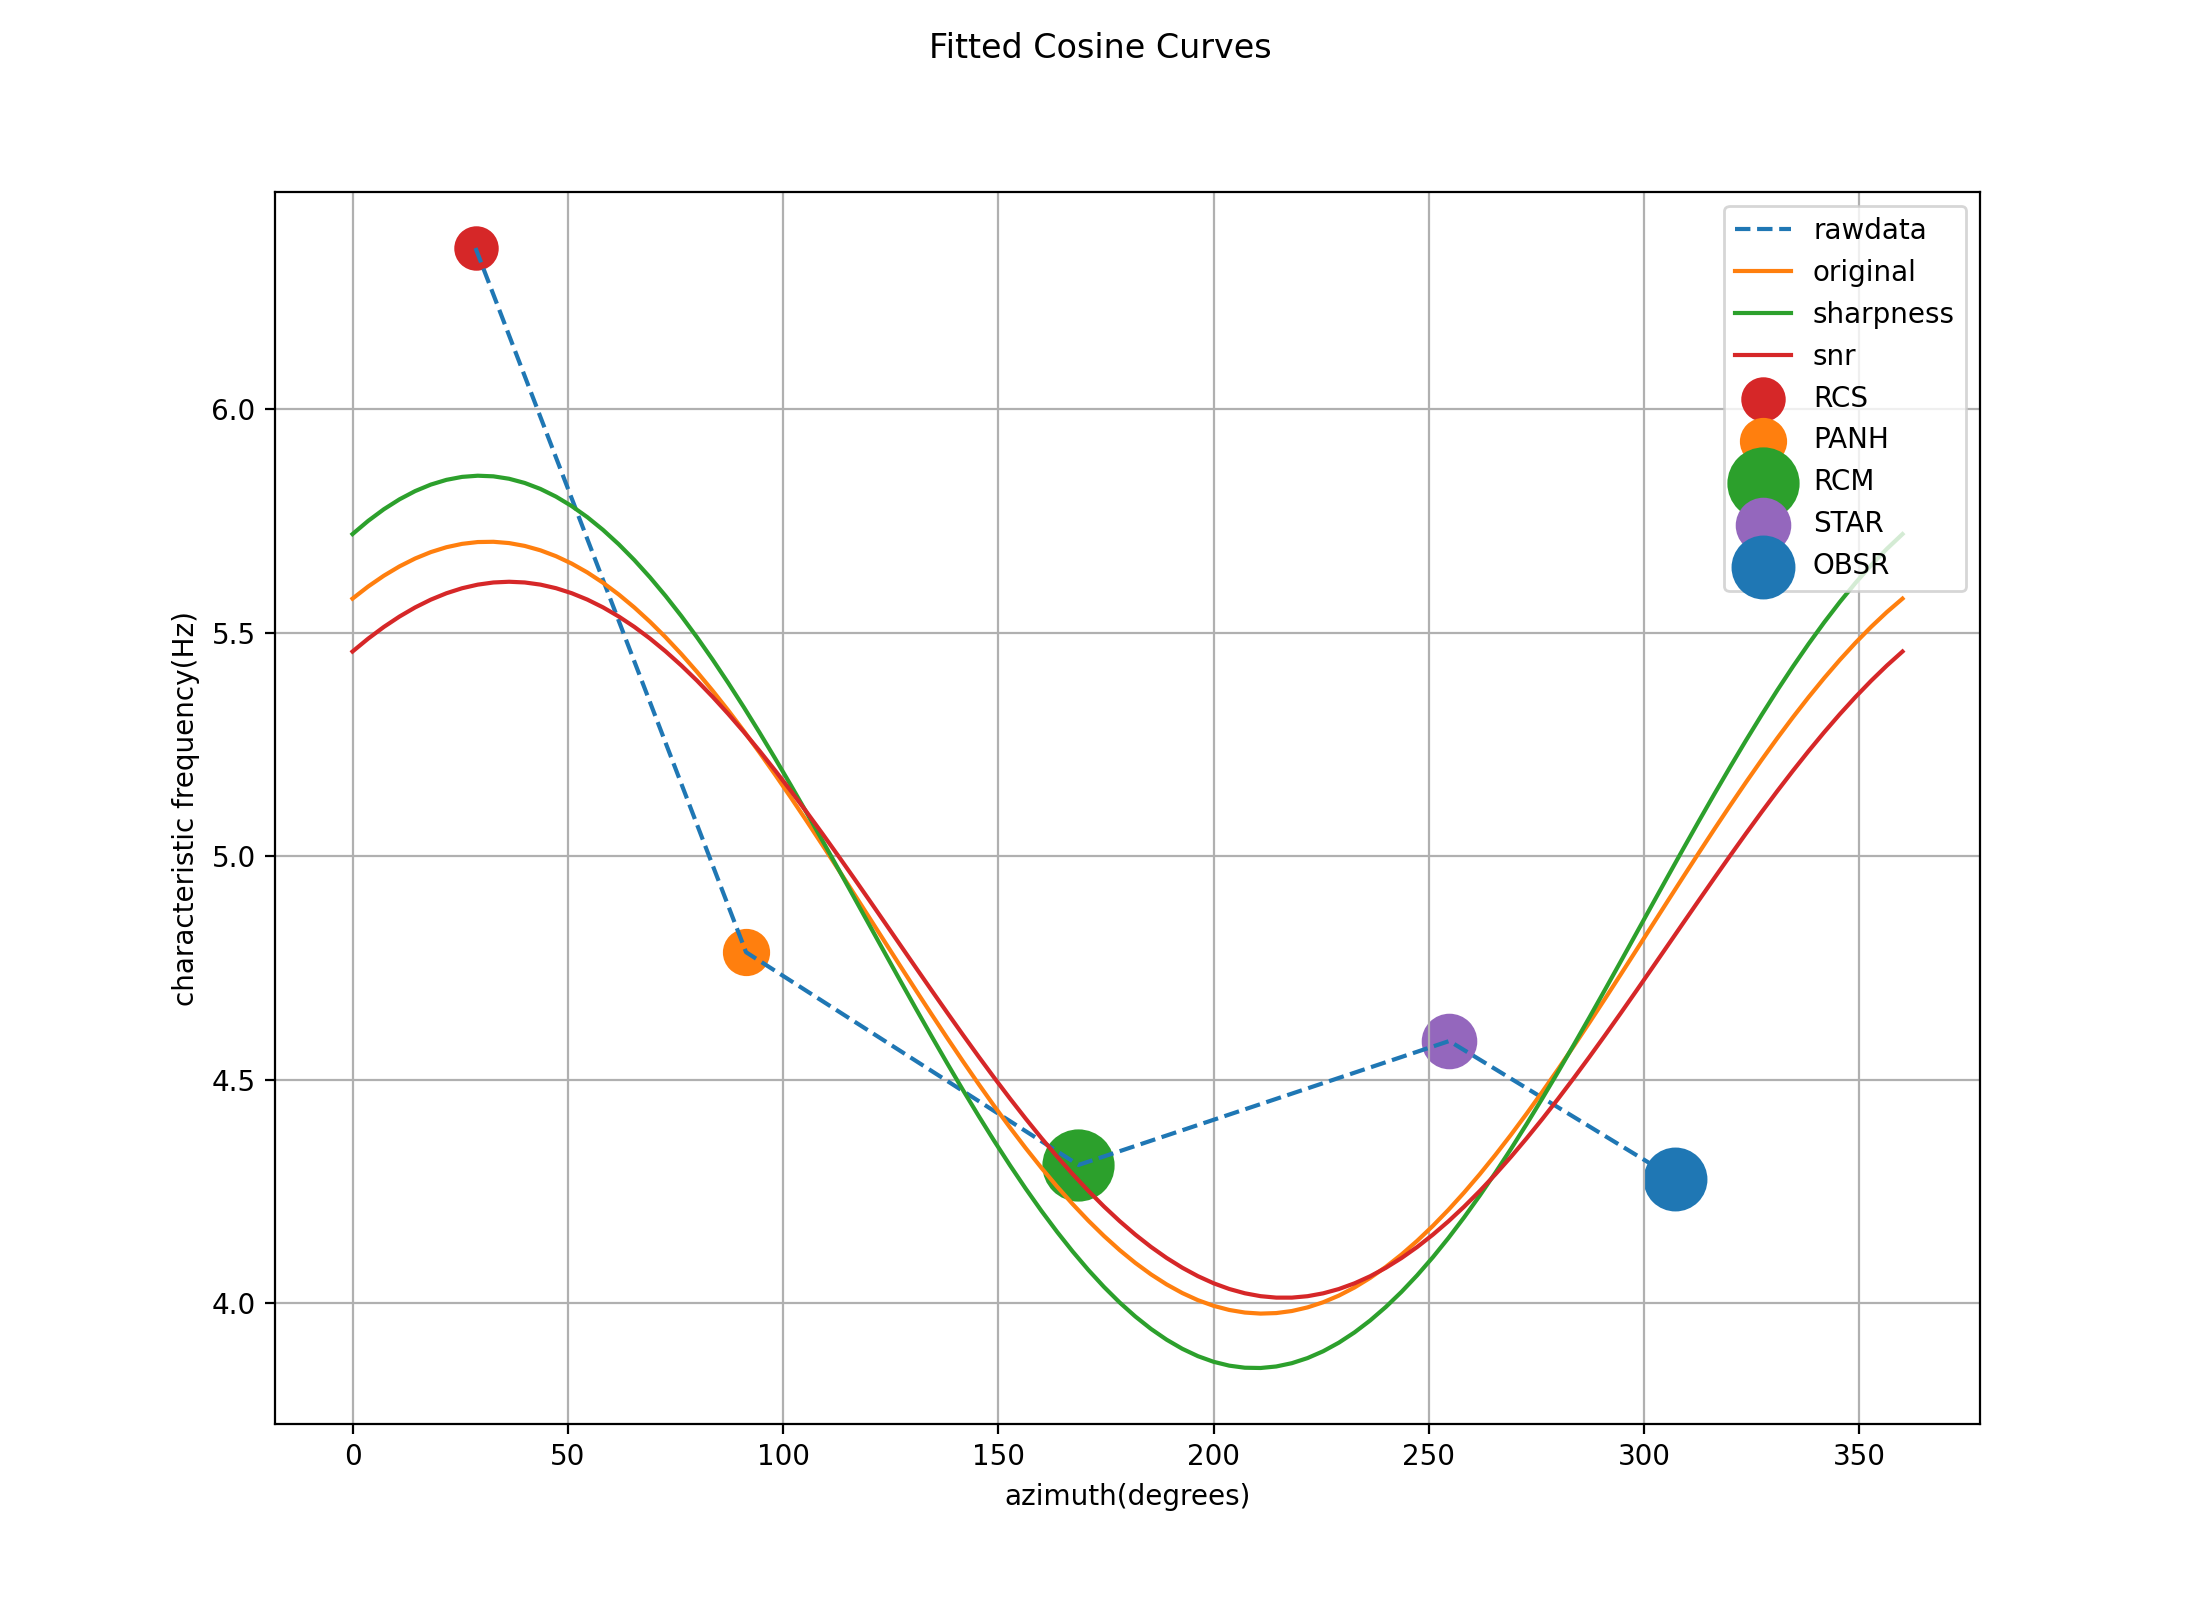 Fitted Cosine Curves
rawdata
original
sharpness
snr
RCS
PANH
RCM
STAR
OBSR
characteristic frequency(Hz)
6.0
5.5
5.0
4.5
4.0
0 50 100 150 200 250 300 350
azimuth(degrees)